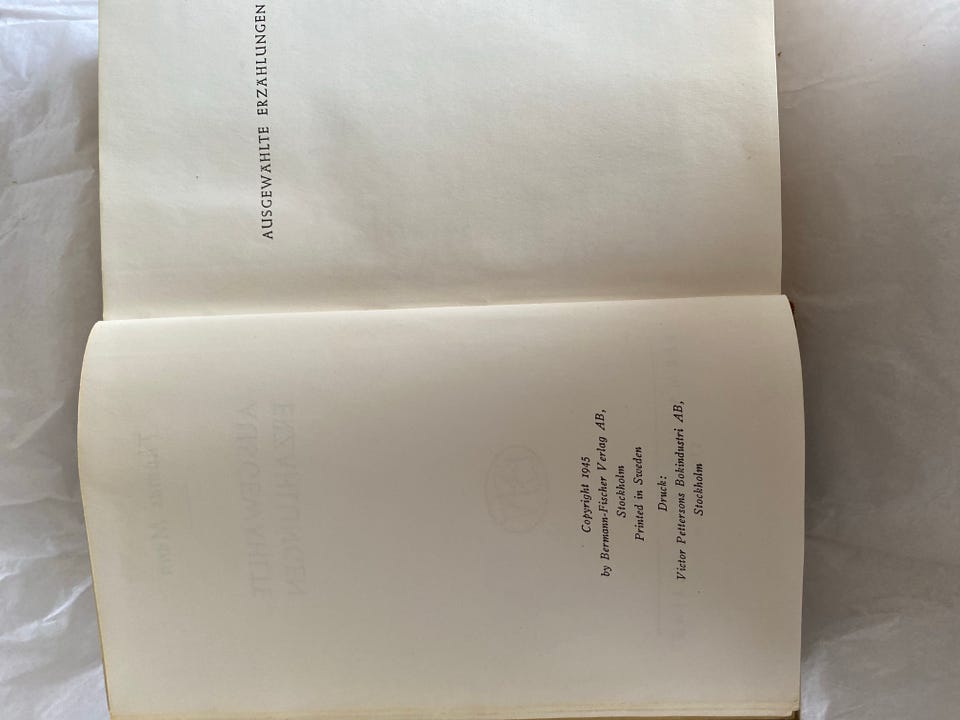 Copyright 1945
by Bermann-Fischer Verlag AB,
Stockholm
Printed in Sweden
Druck:
Victor Pettersons Bokindustri AB,
Stockholm
AUSGEWÄHLTE ERZÄHLUNGEN